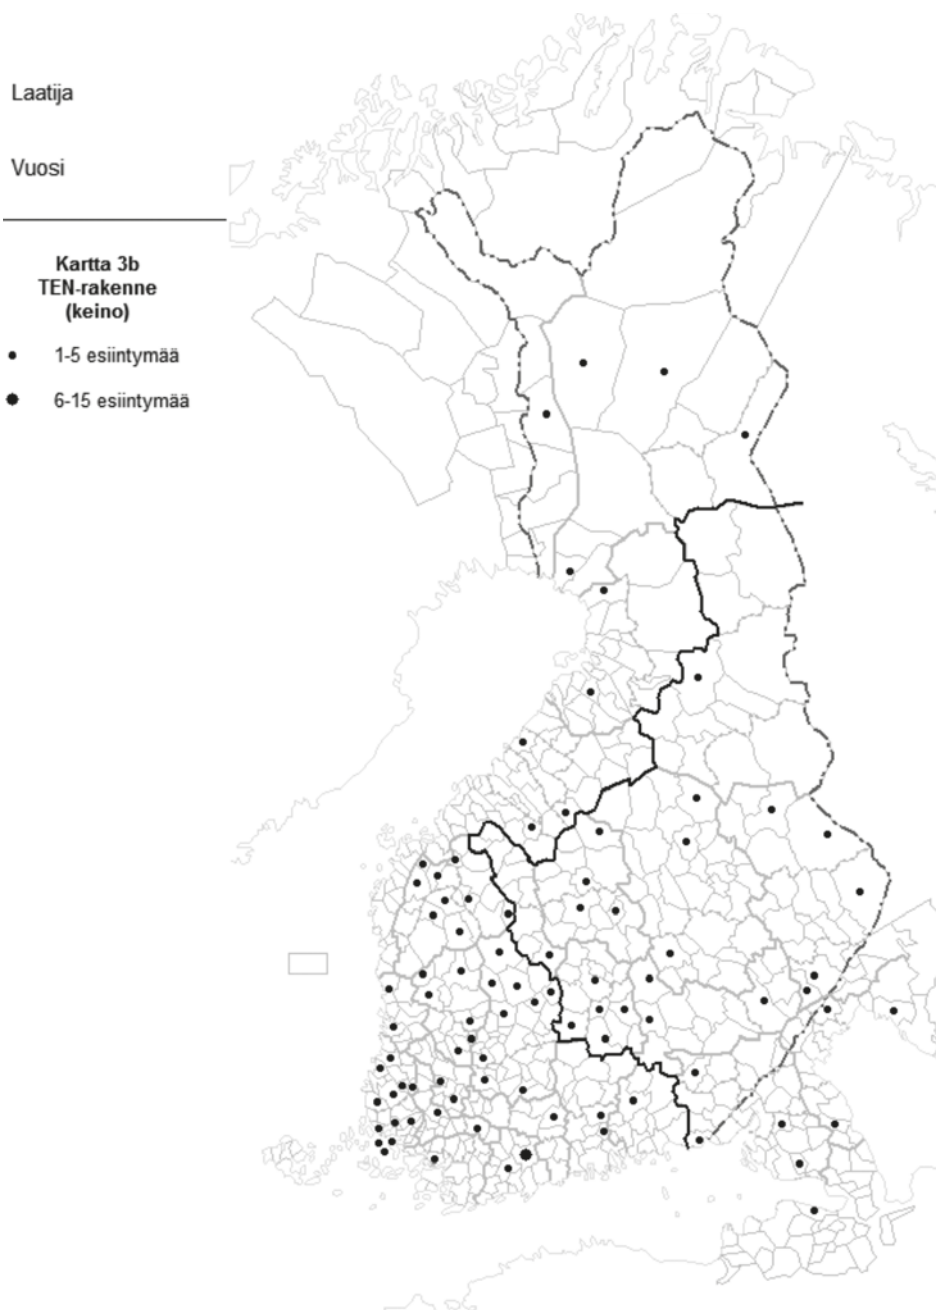 Laatija
Vuosi
Kartta 3b
TEN-rakenne
(keino)
1-5 esiintymää
6-15 esiintymää